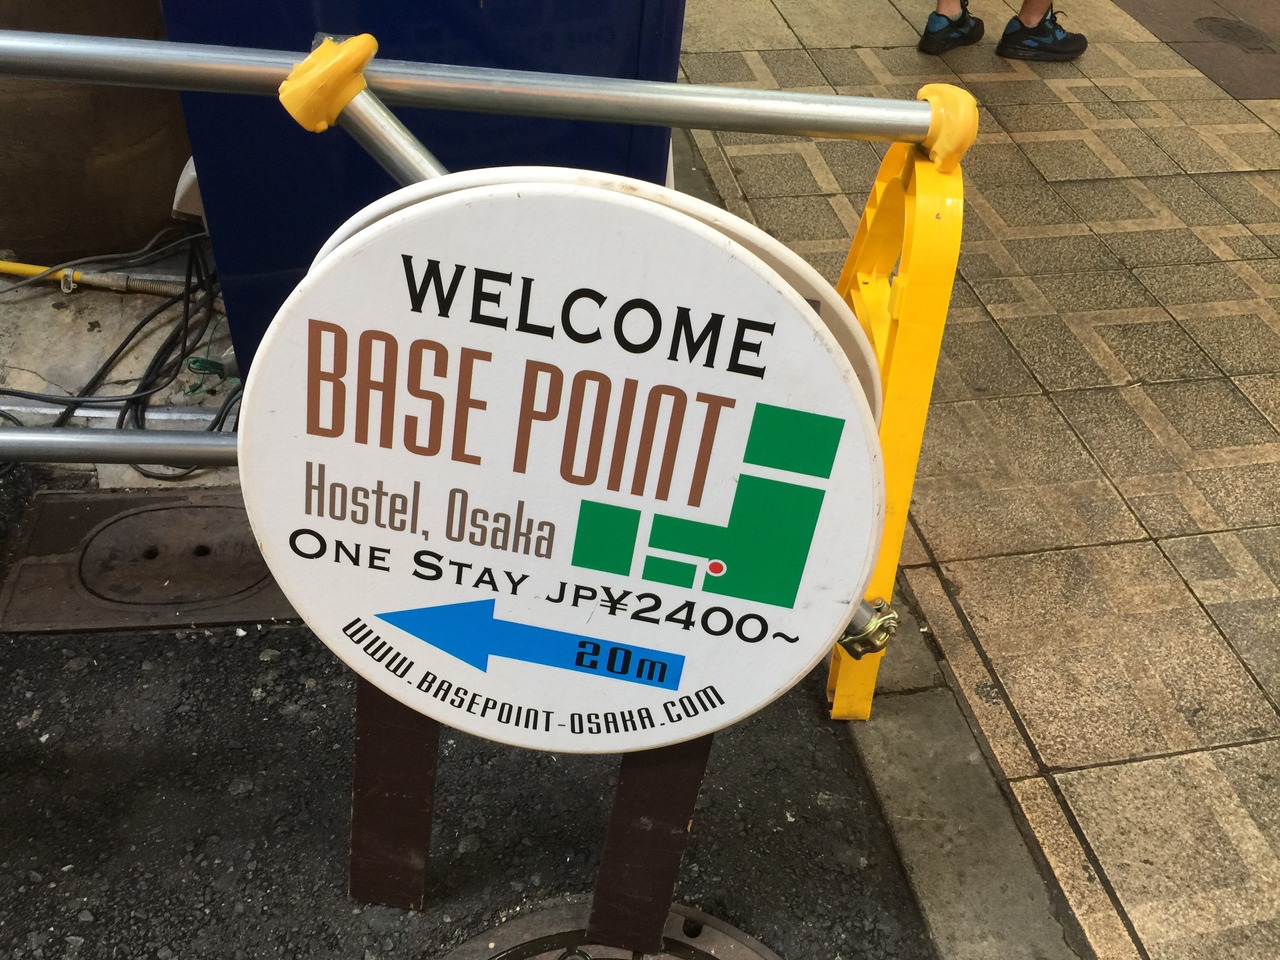 WELCOME
BASE POINT
Hostel, Osaka
ONE STAY JP¥2400~
20m
WWW.BASEPOINT-OSAKA.COM